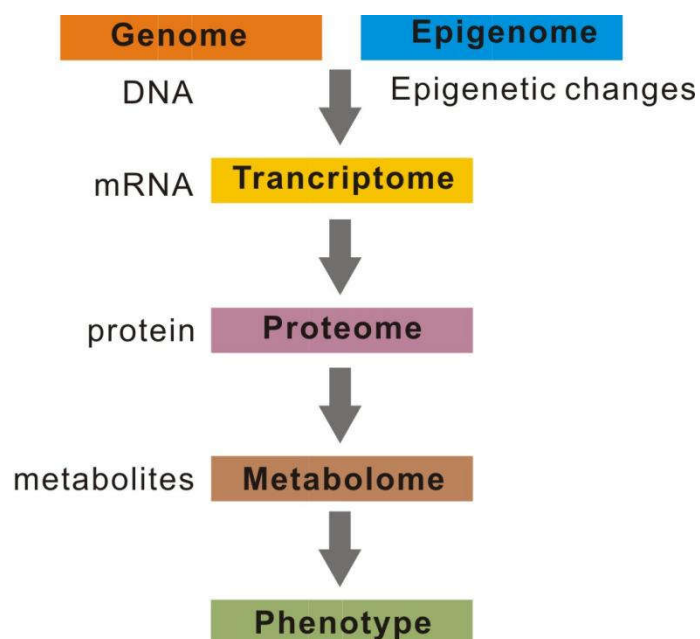 Genome
Epigenome
DNA
Epigenetic changes
mRNA
Trancriptome
protein
Proteome
metabolites
Metabolome
Phenotype